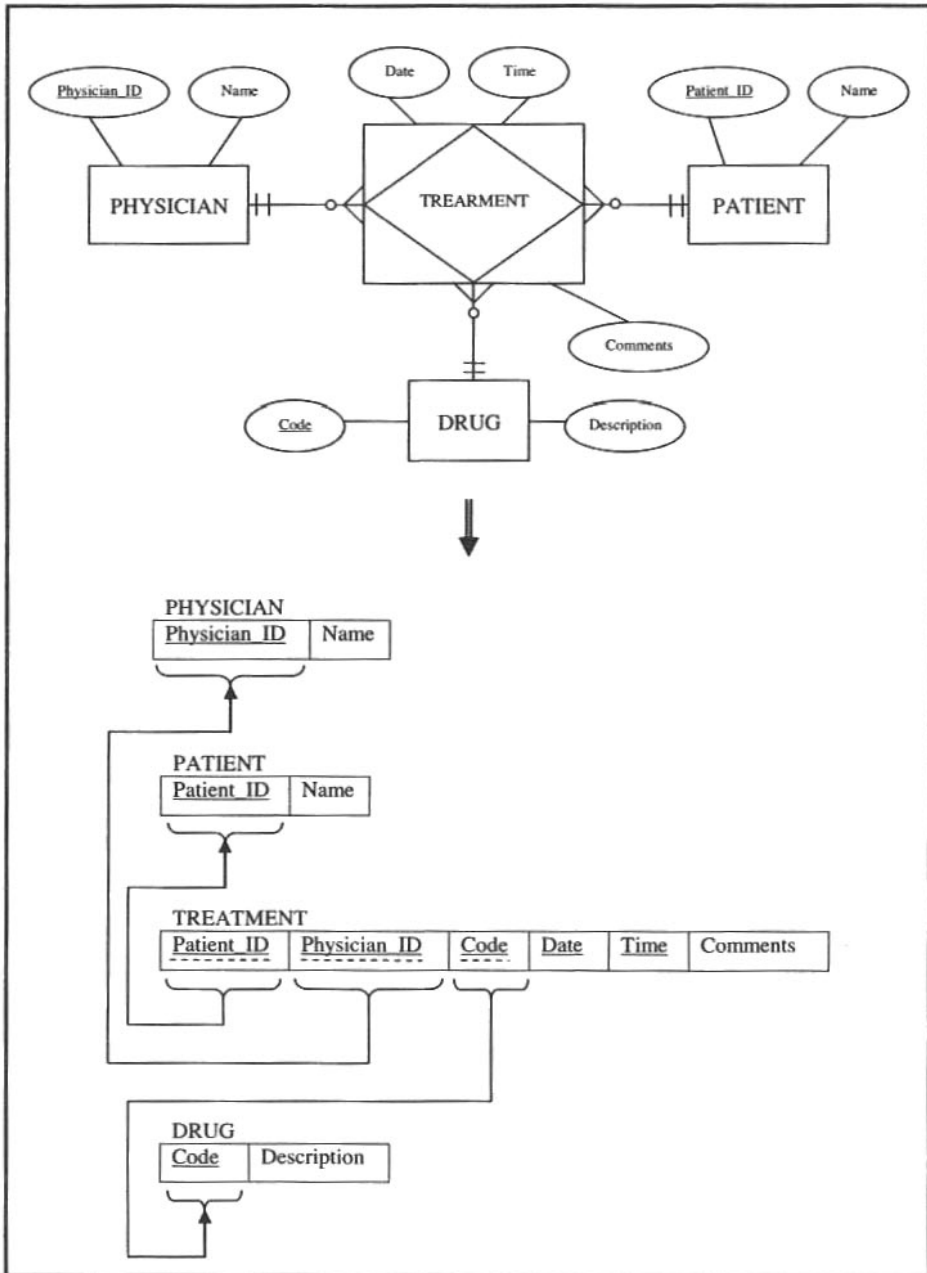 Date
Time
Physician_ID
Name
Patient_ID
Name
PHYSICIAN
TREARMENT
PATIENT
Comments
Code
DRUG
Description
PHYSICIAN
Physician_ID Name
PATIENT
Patient_ID Name
TREATMENT
Patient_ID Physician_ID Code Date Time Comments
DRUG
Code Description